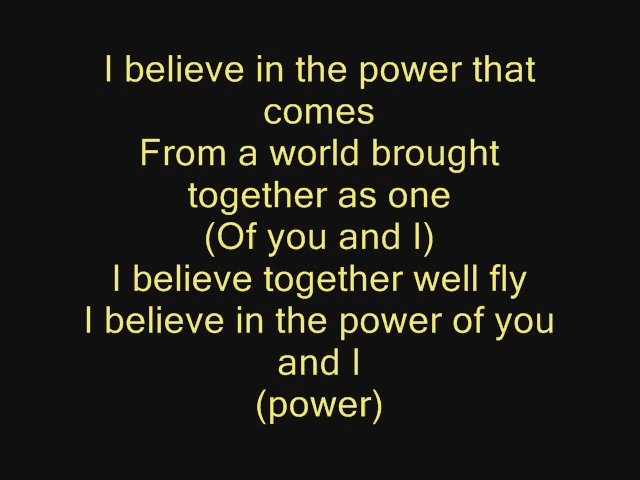 I believe in the power that
comes
From a world brought
together as one
(Of you and I)
I believe together well fly
I believe in the power of you
and I
(power)